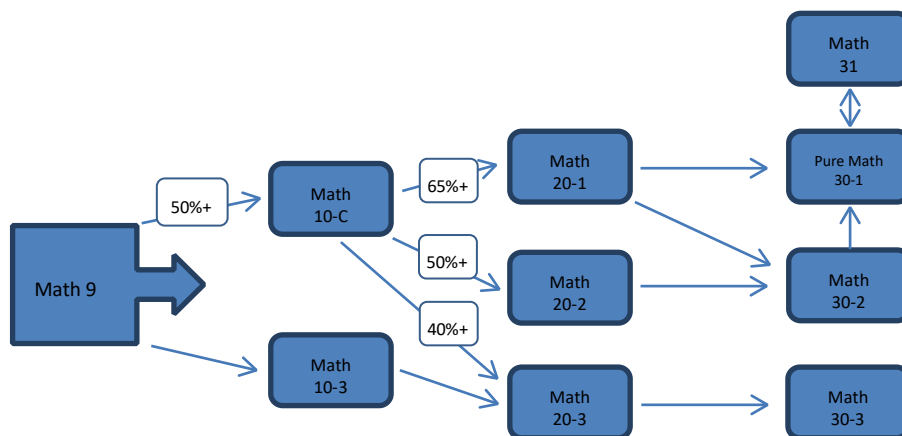 Math
31
Math
20-1
Pure Math
30-1
65%+
Math
10-C
50%+
50%+
Math 9
Math
20-2
Math
30-2
40%+
Math
10-3
Math
20-3
Math
30-3